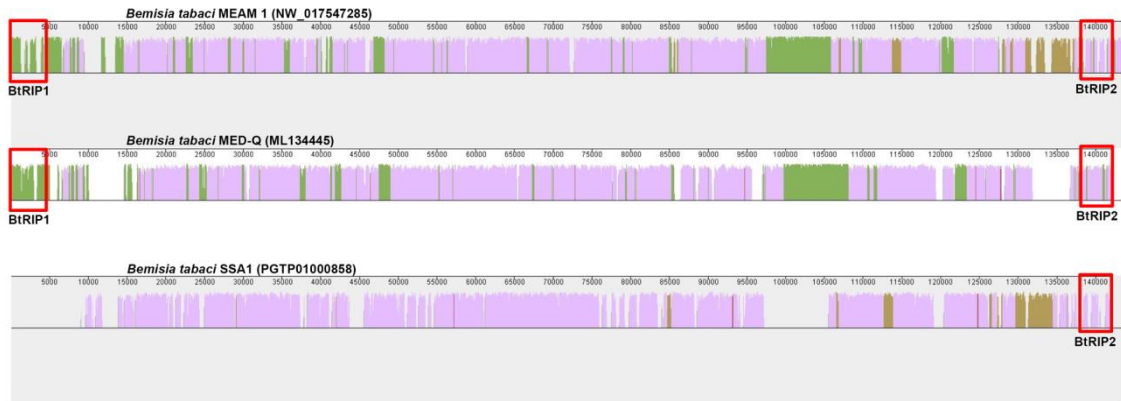 Bemisia tabaci MEAM 1 (NW_017547285)
5000 10000 15000 20000 25000 30000 35000 40000 45000 50000 55000 60000 65000 70000 75000 80000 85000 90000 95000 100000 105000 110000 115000 120000 125000 130000 135000 140000
BtRIP1 BtRIP2
Bemisia tabaci MED-Q (ML134445)
5000 10000 15000 20000 25000 30000 35000 40000 45000 50000 55000 60000 65000 70000 75000 80000 85000 90000 95000 100000 105000 110000 115000 120000 125000 130000 135000 140000
BtRIP1 BtRIP2
Bemisia tabaci SSA1 (PGTP01000858)
5000 10000 15000 20000 25000 30000 35000 40000 45000 50000 55000 60000 65000 70000 75000 80000 85000 90000 95000 100000 105000 110000 115000 120000 125000 130000 135000 140000
BtRIP2